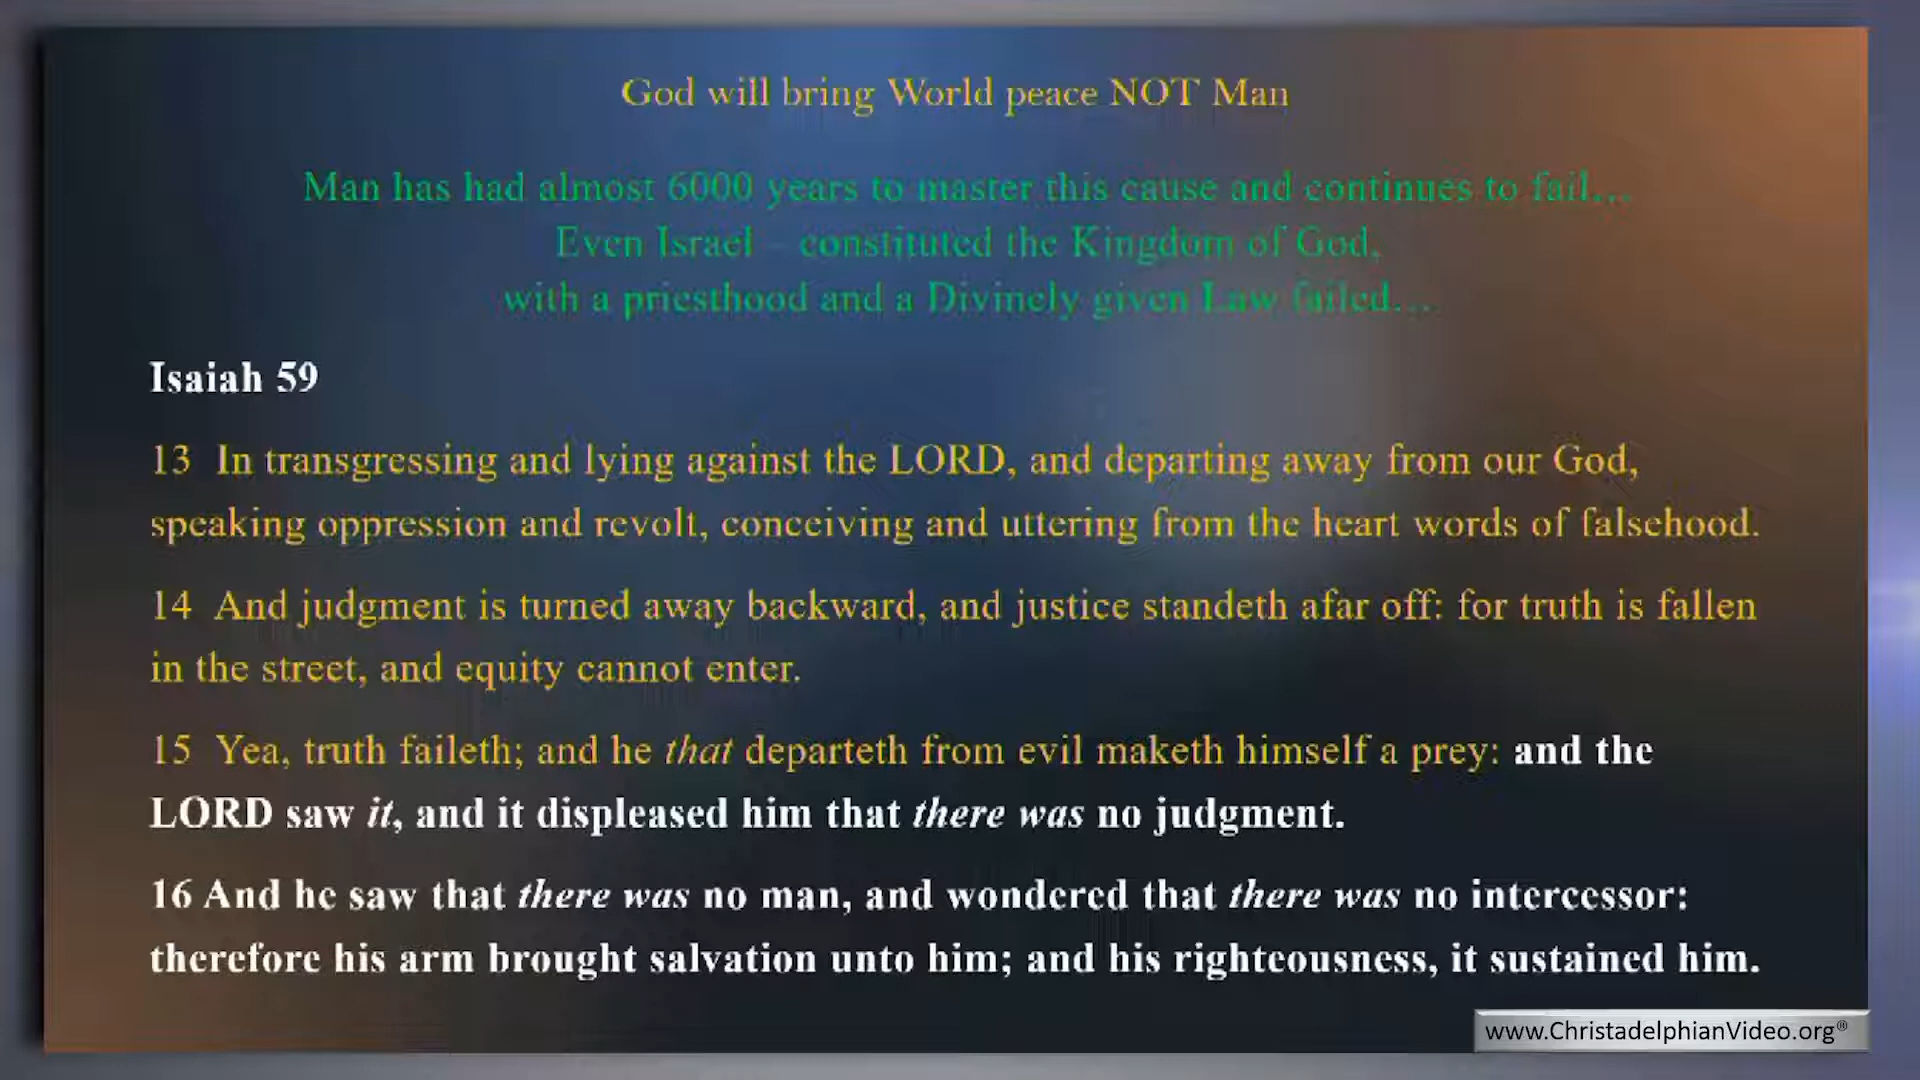 God will bring World peace NOT Man
Man has had almost 6000 years to master this cause and continues to fail…
Even Israel – constituted the Kingdom of God,
with a priesthood and a Divinely given Law failed…
Isaiah 59
13 In transgressing and lying against the LORD, and departing away from our God,
speaking oppression and revolt, conceiving and uttering from the heart words of falsehood.
14 And judgment is turned away backward, and justice standeth afar off: for truth is fallen
in the street, and equity cannot enter.
15 Yea, truth faileth; and he that departeth from evil maketh himself a prey: and the
LORD saw it, and it displeased him that there was no judgment.
16 And he saw that there was no man, and wondered that there was no intercessor:
therefore his arm brought salvation unto him; and his righteousness, it sustained him.
www.ChristadelphianVideo.org®